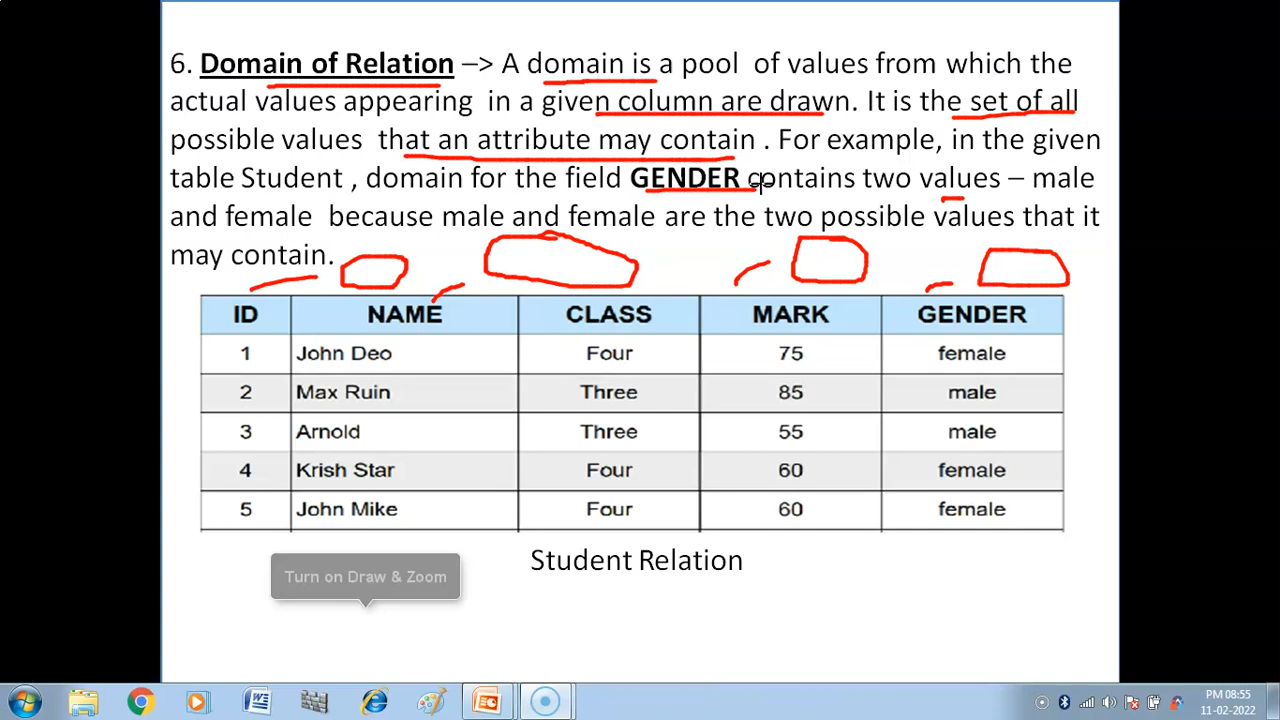 6. Domain of Relation –> A domain is a pool of values from which the
actual values appearing in a given column are drawn. It is the set of all
possible values that an attribute may contain . For example, in the given
table Student , domain for the field GENDER contains two values – male
and female because male and female are the two possible values that it
may contain.
ID NAME CLASS MARK GENDER
1 John Deo Four 75 female
2 Max Ruin Three 85 male
3 Arnold Three 55 male
4 Krish Star Four 60 female
5 John Mike Four 60 female
Student Relation
Turn on Draw & Zoom
PM 08:55
11-02-2022